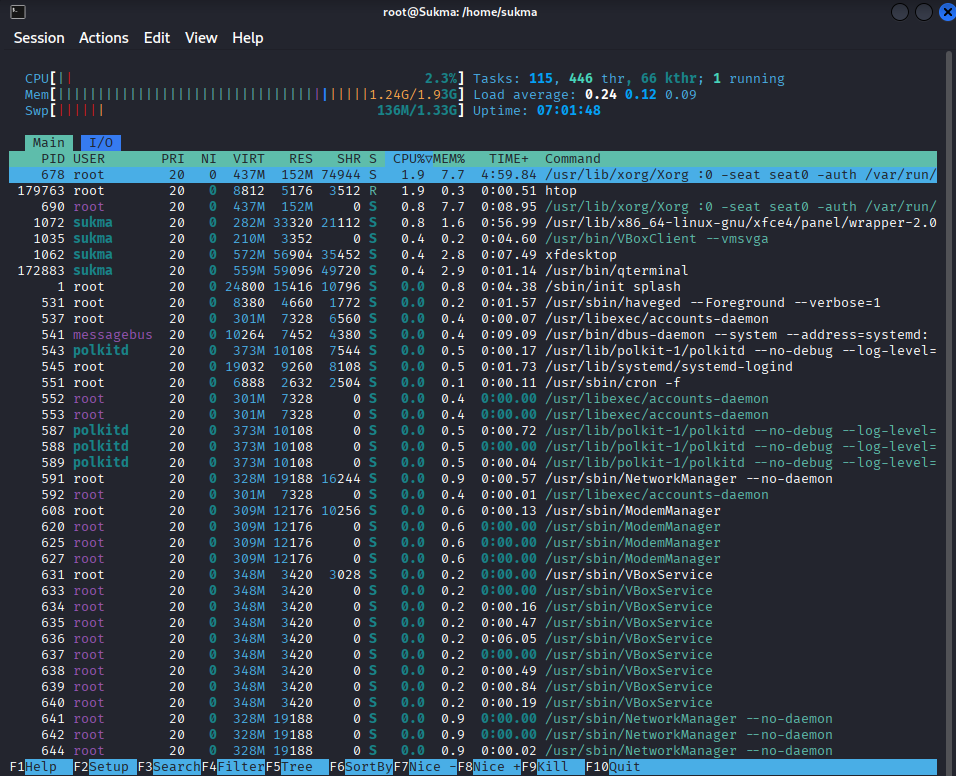 root@Sukma: /home/sukma
Session Actions Edit View Help
CPU[|| 2.3%] Tasks: 115, 446 thr, 66 kthr; 1 running
Mem[||||||||||||||||||||||||||||||||||||||||1.24G/1.93G] Load average: 0.24 0.12 0.09
Swp[|||||| 136M/1.33G] Uptime: 07:01:48
Main I/O
PID USER PRI NI VIRT RES SHR S CPU%▽MEM% TIME+ Command
678 root 20 0 437M 152M 74944 S 1.9 7.7 4:59.84 /usr/lib/xorg/Xorg :0 -seat seat0 -auth /var/run/
179763 root 20 0 8812 5176 3512 R 1.9 0.3 0:00.51 htop
690 root 20 0 437M 152M 0 S 0.8 7.7 0:08.95 /usr/lib/xorg/Xorg :0 -seat seat0 -auth /var/run/
1072 sukma 20 0 282M 33320 21112 S 0.8 1.6 0:56.99 /usr/lib/x86_64-linux-gnu/xfce4/panel/wrapper-2.0
1035 sukma 20 0 210M 3352 0 S 0.4 0.2 0:04.60 /usr/bin/VBoxClient --vmsvga
1062 sukma 20 0 572M 56904 35452 S 0.4 2.8 0:07.49 xfdesktop
172883 sukma 20 0 559M 59096 49720 S 0.4 2.9 0:01.14 /usr/bin/qterminal
1 root 20 0 24800 15416 10796 S 0.0 0.8 0:04.38 /sbin/init splash
531 root 20 0 8380 4660 1772 S 0.0 0.2 0:01.57 /usr/sbin/haveged --Foreground --verbose=1
537 root 20 0 301M 7328 6560 S 0.0 0.4 0:00.07 /usr/libexec/accounts-daemon
541 messagebus 20 0 10264 7452 4380 S 0.0 0.4 0:09.09 /usr/bin/dbus-daemon --system --address=systemd:
543 polkitd 20 0 373M 10108 7544 S 0.0 0.5 0:00.17 /usr/lib/polkit-1/polkitd --no-debug --log-level=
545 root 20 0 19032 9260 8108 S 0.0 0.5 0:01.73 /usr/lib/systemd/systemd-logind
551 root 20 0 6888 2632 2504 S 0.0 0.1 0:00.11 /usr/sbin/cron -f
552 root 20 0 301M 7328 0 S 0.0 0.4 0:00.00 /usr/libexec/accounts-daemon
553 root 20 0 301M 7328 0 S 0.0 0.4 0:00.00 /usr/libexec/accounts-daemon
587 polkitd 20 0 373M 10108 0 S 0.0 0.5 0:00.72 /usr/lib/polkit-1/polkitd --no-debug --log-level=
588 polkitd 20 0 373M 10108 0 S 0.0 0.5 0:00.00 /usr/lib/polkit-1/polkitd --no-debug --log-level=
589 polkitd 20 0 373M 10108 0 S 0.0 0.5 0:00.04 /usr/lib/polkit-1/polkitd --no-debug --log-level=
591 root 20 0 328M 19188 16244 S 0.0 0.9 0:00.57 /usr/sbin/NetworkManager --no-daemon
592 root 20 0 301M 7328 0 S 0.0 0.4 0:00.01 /usr/libexec/accounts-daemon
608 root 20 0 309M 12176 10256 S 0.0 0.6 0:00.13 /usr/sbin/ModemManager
620 root 20 0 309M 12176 0 S 0.0 0.6 0:00.00 /usr/sbin/ModemManager
625 root 20 0 309M 12176 0 S 0.0 0.6 0:00.00 /usr/sbin/ModemManager
627 root 20 0 309M 12176 0 S 0.0 0.6 0:00.00 /usr/sbin/ModemManager
631 root 20 0 348M 3420 3028 S 0.0 0.2 0:00.00 /usr/sbin/VBoxService
633 root 20 0 348M 3420 0 S 0.0 0.2 0:00.00 /usr/sbin/VBoxService
634 root 20 0 348M 3420 0 S 0.0 0.2 0:00.16 /usr/sbin/VBoxService
635 root 20 0 348M 3420 0 S 0.0 0.2 0:00.47 /usr/sbin/VBoxService
636 root 20 0 348M 3420 0 S 0.0 0.2 0:06.05 /usr/sbin/VBoxService
637 root 20 0 348M 3420 0 S 0.0 0.2 0:00.00 /usr/sbin/VBoxService
638 root 20 0 348M 3420 0 S 0.0 0.2 0:00.49 /usr/sbin/VBoxService
639 root 20 0 348M 3420 0 S 0.0 0.2 0:00.84 /usr/sbin/VBoxService
640 root 20 0 348M 3420 0 S 0.0 0.2 0:00.19 /usr/sbin/VBoxService
641 root 20 0 328M 19188 0 S 0.0 0.9 0:00.00 /usr/sbin/NetworkManager --no-daemon
642 root 20 0 328M 19188 0 S 0.0 0.9 0:00.00 /usr/sbin/NetworkManager --no-daemon
644 root 20 0 328M 19188 0 S 0.0 0.9 0:00.02 /usr/sbin/NetworkManager --no-daemon
F1Help F2Setup F3SearchF4FilterF5Tree F6SortByF7Nice -F8Nice +F9Kill F10Quit